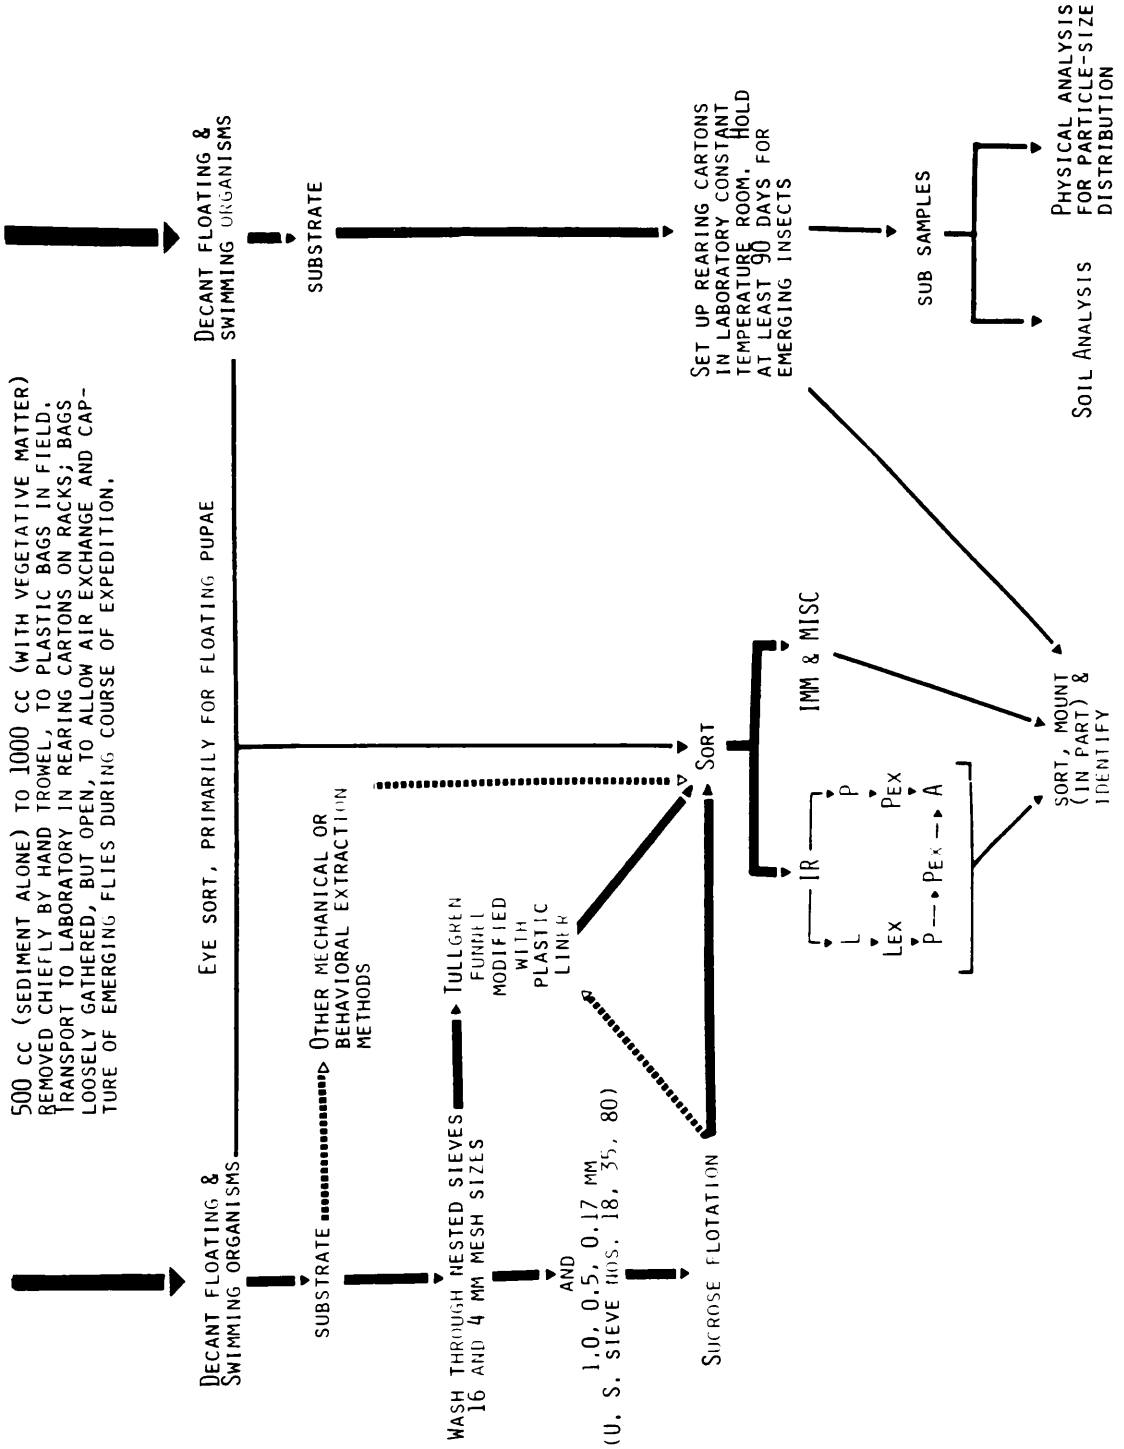 500 CC (SEDIMENT ALONE) TO 1000 CC (WITH VEGETATIVE MATTER)
REMOVED CHIEFLY BY HAND TROWEL, TO PLASTIC BAGS IN FIELD.
TRANSPORT TO LABORATORY IN REARING CARTONS ON RACKS; BAGS
LOOSELY GATHERED, BUT OPEN, TO ALLOW AIR EXCHANGE AND CAP-
TURE OF EMERGING FLIES DURING COURSE OF EXPEDITION.
DECANT FLOATING &
SWIMMING ORGANISMS
EYE SORT, PRIMARILY FOR FLOATING PUPAE
DECANT FLOATING &
SWIMMING ORGANISMS
SUBSTRATE
OTHER MECHANICAL OR
BEHAVIORAL EXTRACTION
METHODS
SUBSTRATE
WASH THROUGH NESTED SIEVES
16 AND 4 MM MESH SIZES
TULLGREN
FUNNEL
MODIFIED
WITH
PLASTIC
LINER
AND
1.0, 0.5, 0.17 MM
(U. S. SIEVE NOS. 18, 35, 80)
SUCROSE FLOTATION
SORT
SET UP REARING CARTONS
IN LABORATORY CONSTANT
TEMPERATURE ROOM. HOLD
AT LEAST 90 DAYS FOR
EMERGING INSECTS
IR
IMM & MISC
L
P
LEX
PEX
P PEX A
SUB SAMPLES
SORT, MOUNT
(IN PART) &
IDENTIFY
SOIL ANALYSIS
PHYSICAL ANALYSIS
FOR PARTICLE-SIZE
DISTRIBUTION